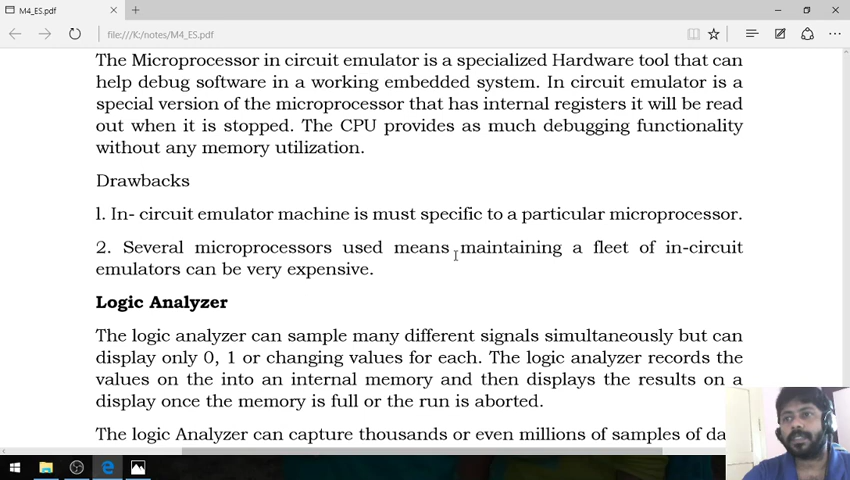 M4_ES.pdf
file:///K:/notes/M4_ES.pdf
The Microprocessor in circuit emulator is a specialized Hardware tool that can
help debug software in a working embedded system. In circuit emulator is a
special version of the microprocessor that has internal registers it will be read
out when it is stopped. The CPU provides as much debugging functionality
without any memory utilization.
Drawbacks
l. In- circuit emulator machine is must specific to a particular microprocessor.
2. Several microprocessors used means maintaining a fleet of in-circuit
emulators can be very expensive.
Logic Analyzer
The logic analyzer can sample many different signals simultaneously but can
display only 0, 1 or changing values for each. The logic analyzer records the
values on the into an internal memory and then displays the results on a
display once the memory is full or the run is aborted.
The logic Analyzer can capture thousands or even millions of samples of da